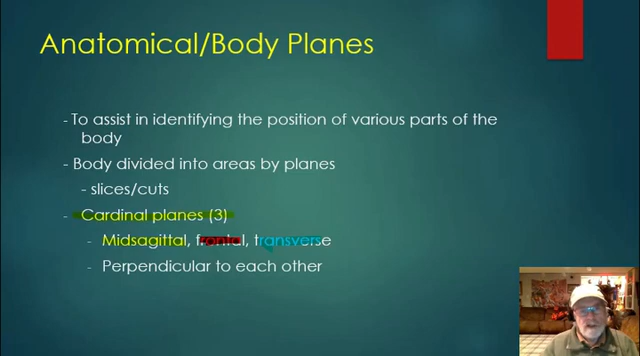 Anatomical/Body Planes
- To assist in identifying the position of various parts of the
body
- Body divided into areas by planes
- slices/cuts
- Cardinal planes (3)
- Midsagittal, frontal, transverse
- Perpendicular to each other